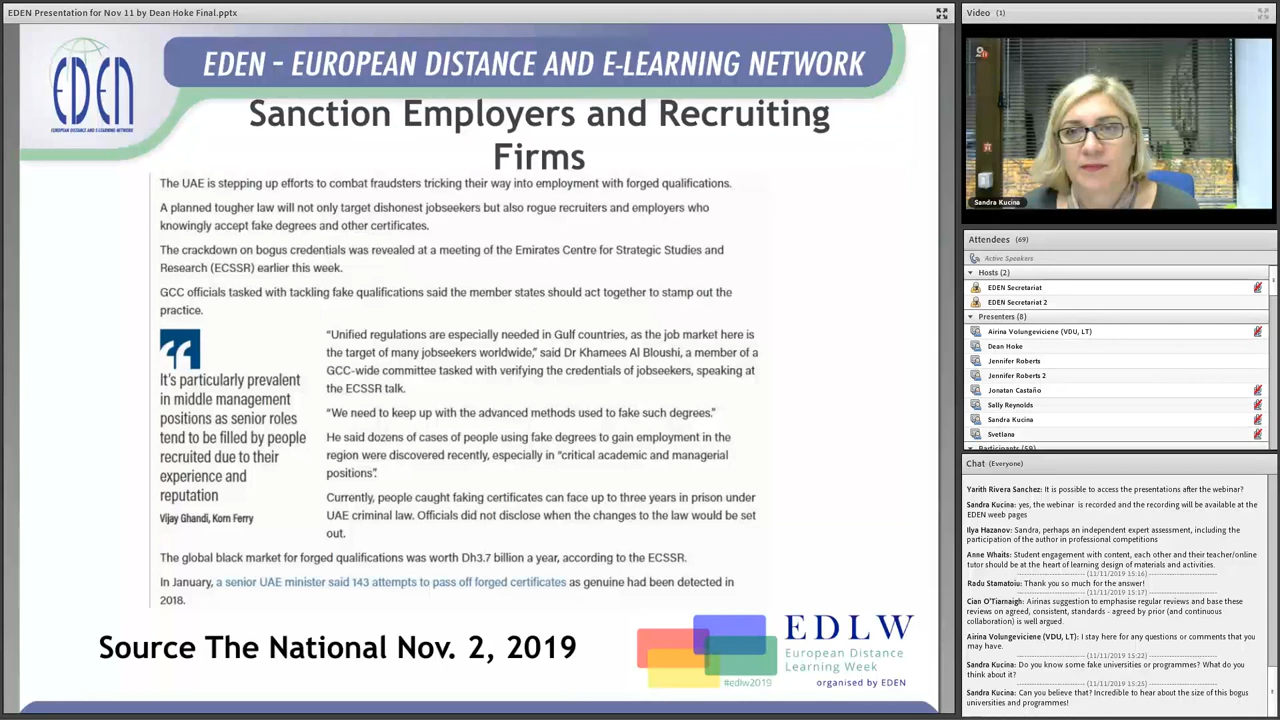 EDEN Presentation for Nov 11 by Dean Hoke Final.pptx
EDEN
EUROPEAN DISTANCE AND E-LEARNING NETWORK
EDEN - EUROPEAN DISTANCE AND E-LEARNING NETWORK
Sanction Employers and Recruiting
Firms
The UAE is stepping up efforts to combat fraudsters tricking their way into employment with forged qualifications.
A planned tougher law will not only target dishonest jobseekers but also rogue recruiters and employers who
knowingly accept fake degrees and other certificates.
The crackdown on bogus credentials was revealed at a meeting of the Emirates Centre for Strategic Studies and
Research (ECSSR) earlier this week.
GCC officials tasked with tackling fake qualifications said the member states should act together to stamp out the
practice.
“
It's particularly prevalent
in middle management
positions as senior roles
tend to be filled by people
recruited due to their
experience and
reputation
Vijay Ghandi, Korn Ferry
“Unified regulations are especially needed in Gulf countries, as the job market here is
the target of many jobseekers worldwide,” said Dr Khamees Al Bloushi, a member of a
GCC-wide committee tasked with verifying the credentials of jobseekers, speaking at
the ECSSR talk.
“We need to keep up with the advanced methods used to fake such degrees.”
He said dozens of cases of people using fake degrees to gain employment in the
region were discovered recently, especially in “critical academic and managerial
positions”.
Currently, people caught faking certificates can face up to three years in prison under
UAE criminal law. Officials did not disclose when the changes to the law would be set
out.
The global black market for forged qualifications was worth Dh3.7 billion a year, according to the ECSSR.
In January, a senior UAE minister said 143 attempts to pass off forged certificates as genuine had been detected in
2018.
Source The National Nov. 2, 2019
EDLW
European Distance
Learning Week
#edlw2019
organised by EDEN
Video (1)
Sandra Kucina
Attendees (69)
Active Speakers
Hosts (2)
EDEN Secretariat
EDEN Secretariat 2
Presenters (8)
Airina Volungeviciene (VDU, LT)
Dean Hoke
Jennifer Roberts
Jennifer Roberts 2
Jonatan Castaño
Sally Reynolds
Sandra Kucina
Svetlana
Participants (59)
Chat (Everyone)
Yarith Rivera Sanchez: It is possible to access the presentations after the webinar?
Sandra Kucina: yes, the webinar is recorded and the recording will be available at the
EDEN weeb pages
Ilya Hazanov: Sandra, perhaps an independent expert assessment, including the
participation of the author in professional competitions
Anne Whaits: Student engagement with content, each other and their teacher/online
tutor should be at the heart of learning design of materials and activities.
(11/11/2019 15:16)
Radu Stamatoiu: Thank you so much for the answer!
(11/11/2019 15:17)
Cian O'Tiarnaigh: Airinas suggestion to emphasise regular reviews and base these
reviews on agreed, consistent, standards - agreed by prior (and continuous
collaboration) is well argued.
Airina Volungeviciene (VDU, LT): I stay here for any questions or comments that you
may have.
(11/11/2019 15:22)
Sandra Kucina: Do you know some fake universities or programmes? What do you
think about it?
(11/11/2019 15:25)
Sandra Kucina: Can you believe that? Incredible to hear about the size of this bogus
universities and programmes!